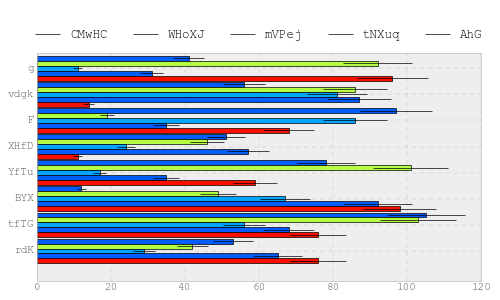 CMwHC WHoXJ mVPej tNXuq AhG
g
vdgk
F
XHfD
YfTu
BYX
tfTG
rdK
0 20 40 60 80 100 120